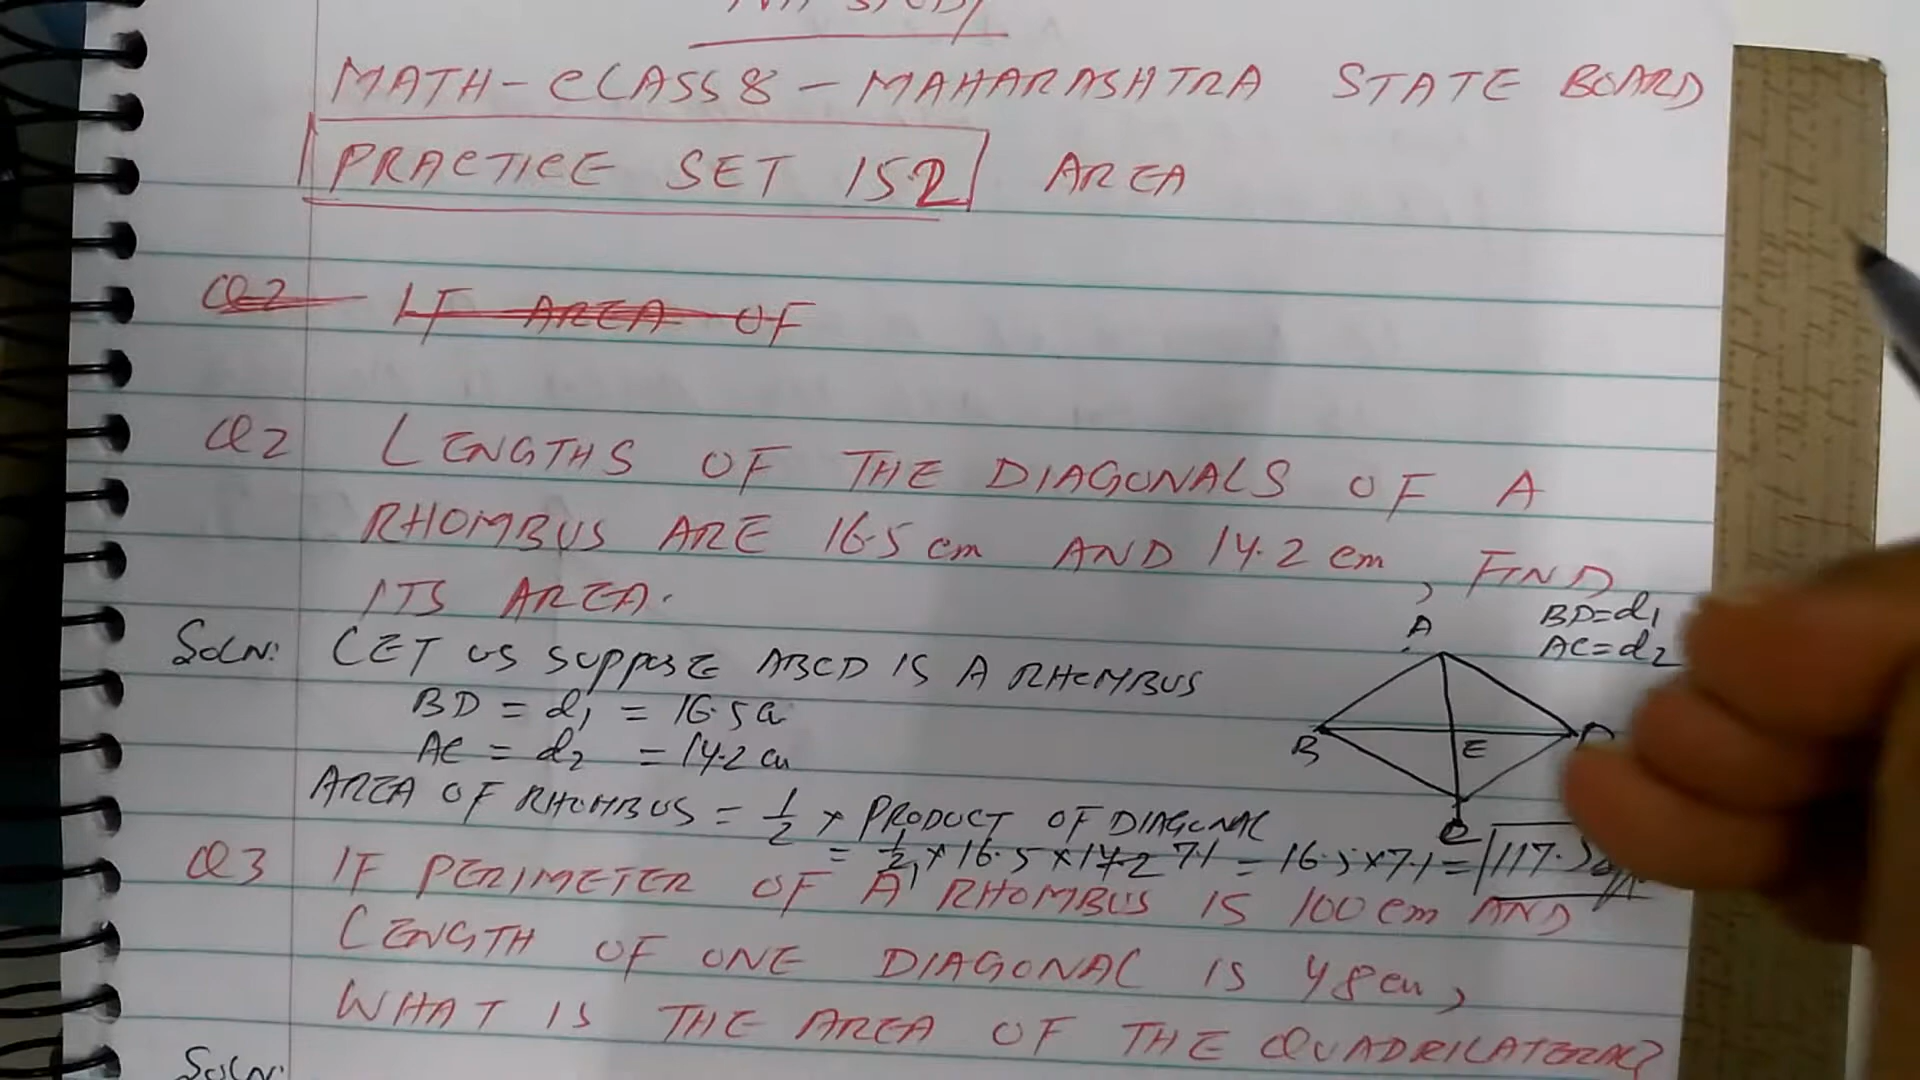 STUDY
MATH - CLASS 8 - MAHARASHTRA STATE BOARD
PRACTICE SET 15.2 AREA
Q2 IF AREA OF
Q2 LENGTHS OF THE DIAGONALS OF A
RHOMBUS ARE 16.5 cm AND 14.2 cm, FIND
ITS AREA.
BD=d1
AC=d2
SOLN: LET US SUPPOSE ABCD IS A RHOMBUS
BD = d1 = 16.5 cm
AC = d2 = 14.2 cm
A
B
E
D
C
AREA OF RHOMBUS = 1/2 × PRODUCT OF DIAGONAL
= 1/2 × 16.5 × 14.2 7.1 = 16.5 × 7.1 = 117.
Q3 IF PERIMETER OF A RHOMBUS IS 100 cm AND
LENGTH OF ONE DIAGONAL IS 48 cm,
WHAT IS THE AREA OF THE QUADRILATERAL?
SOLN: